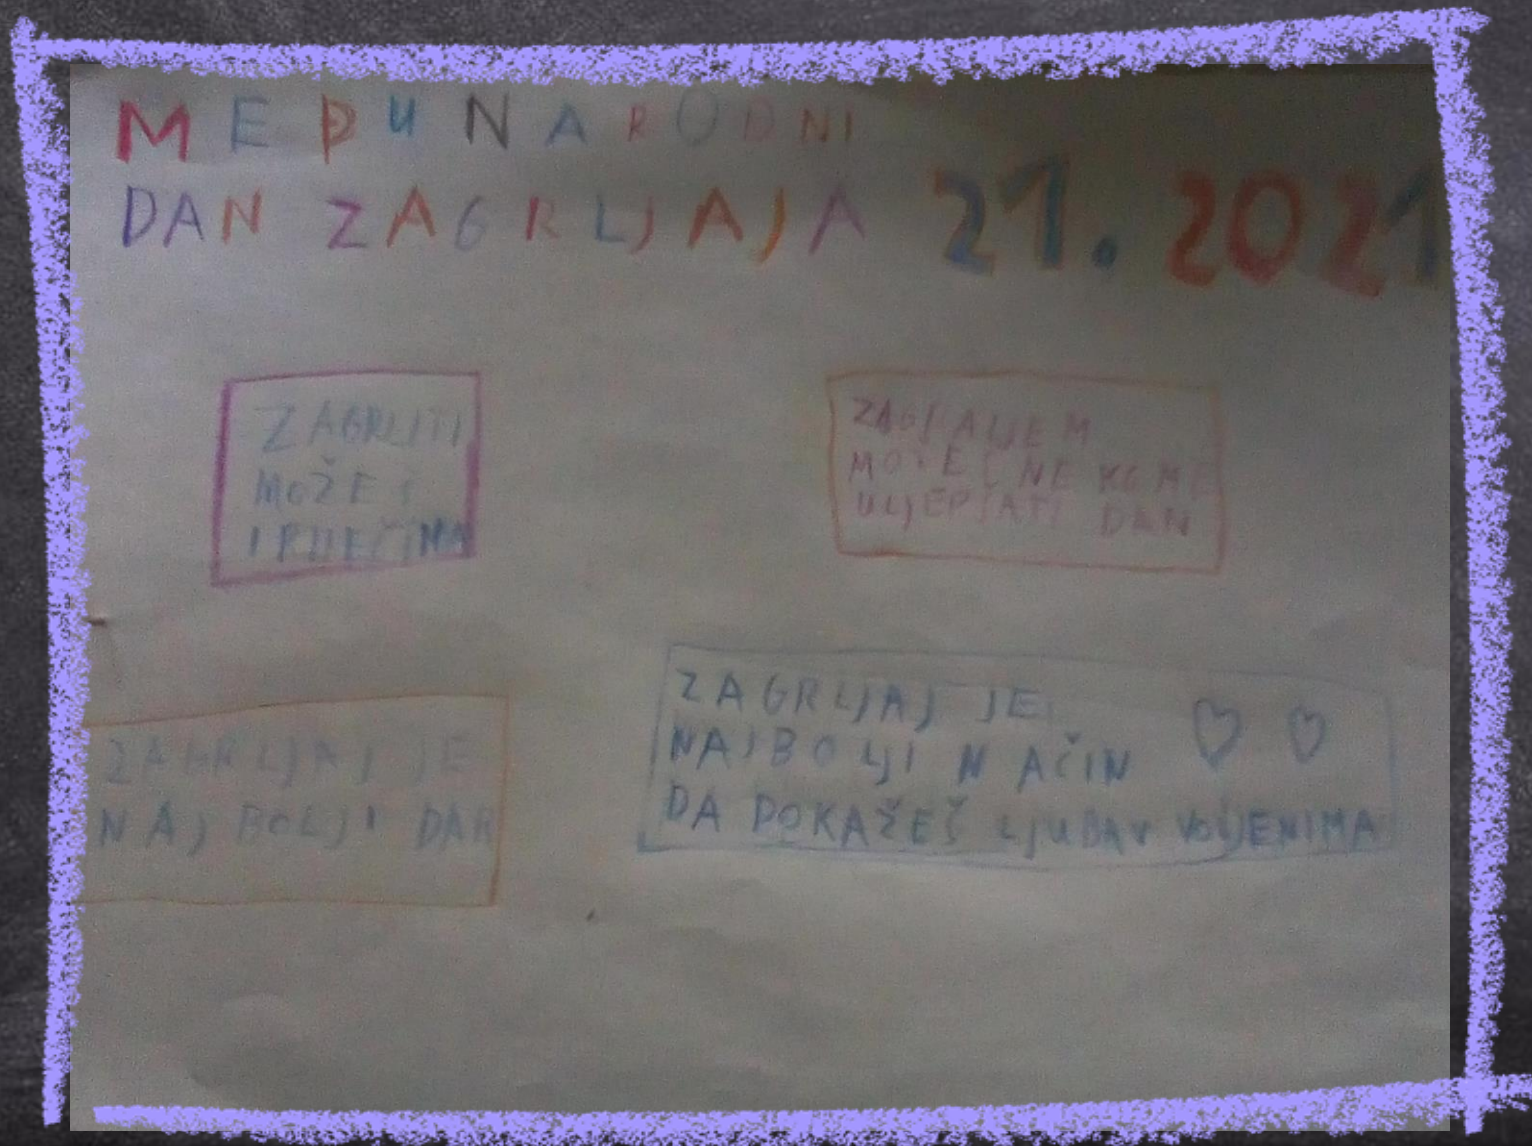 MEĐUNARODNI
DAN ZAGRLJAJA 21. 2021
ZAGRLITI
MOŽEŠ
I RIJEČIMA
ZAGRLJAJEM
MOŽEŠ NEKOME
ULJEPŠATI DAN
ZAGRLJAJ JE
NAJBOLJI DAR
ZAGRLJAJ JE
NAJBOLJI NAČIN
DA POKAŽEŠ LJUBAV VOLJENIMA